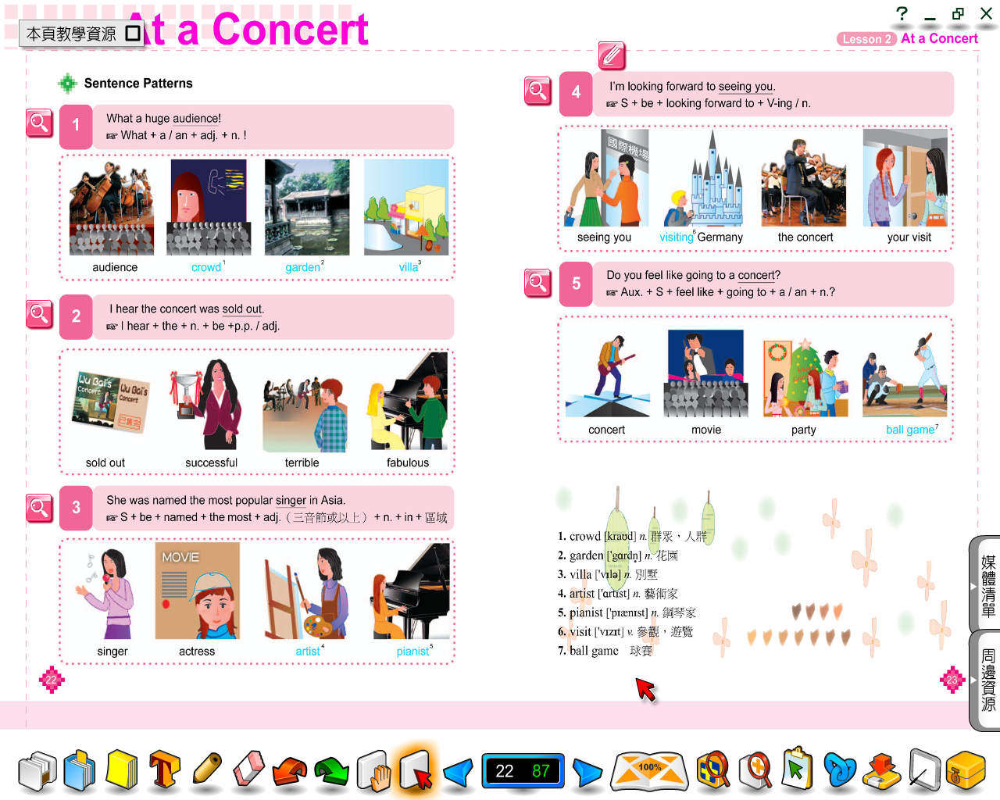 本頁教學資源
At a Concert
Lesson 2 At a Concert
Sentence Patterns
1
What a huge audience!
☞ What + a / an + adj. + n. !
audience
crowd1
garden2
villa3
2
I hear the concert was sold out.
☞ I hear + the + n. + be +p.p. / adj.
Wu Bai's
Concert
Wu Bai's
Concert
已售完
sold out
successful
terrible
fabulous
3
She was named the most popular singer in Asia.
☞ S + be + named + the most + adj.（三音節或以上）+ n. + in + 區域
MOVIE
singer
actress
artist4
pianist5
22
4
I'm looking forward to seeing you.
☞ S + be + looking forward to + V-ing / n.
國際機場
seeing you
visiting6 Germany
the concert
your visit
5
Do you feel like going to a concert?
☞ Aux. + S + feel like + going to + a / an + n.?
concert
movie
party
ball game7
1. crowd [kraʊd] n. 群眾，人群
2. garden [ˈgɑrdn̩] n. 花園
3. villa [ˈvɪlə] n. 別墅
4. artist [ˈɑrtɪst] n. 藝術家
5. pianist [ˈpɪænɪst] n. 鋼琴家
6. visit [ˈvɪzɪt] v. 參觀，遊覽
7. ball game 球賽
23
媒體清單
周邊資源
22 87
100%